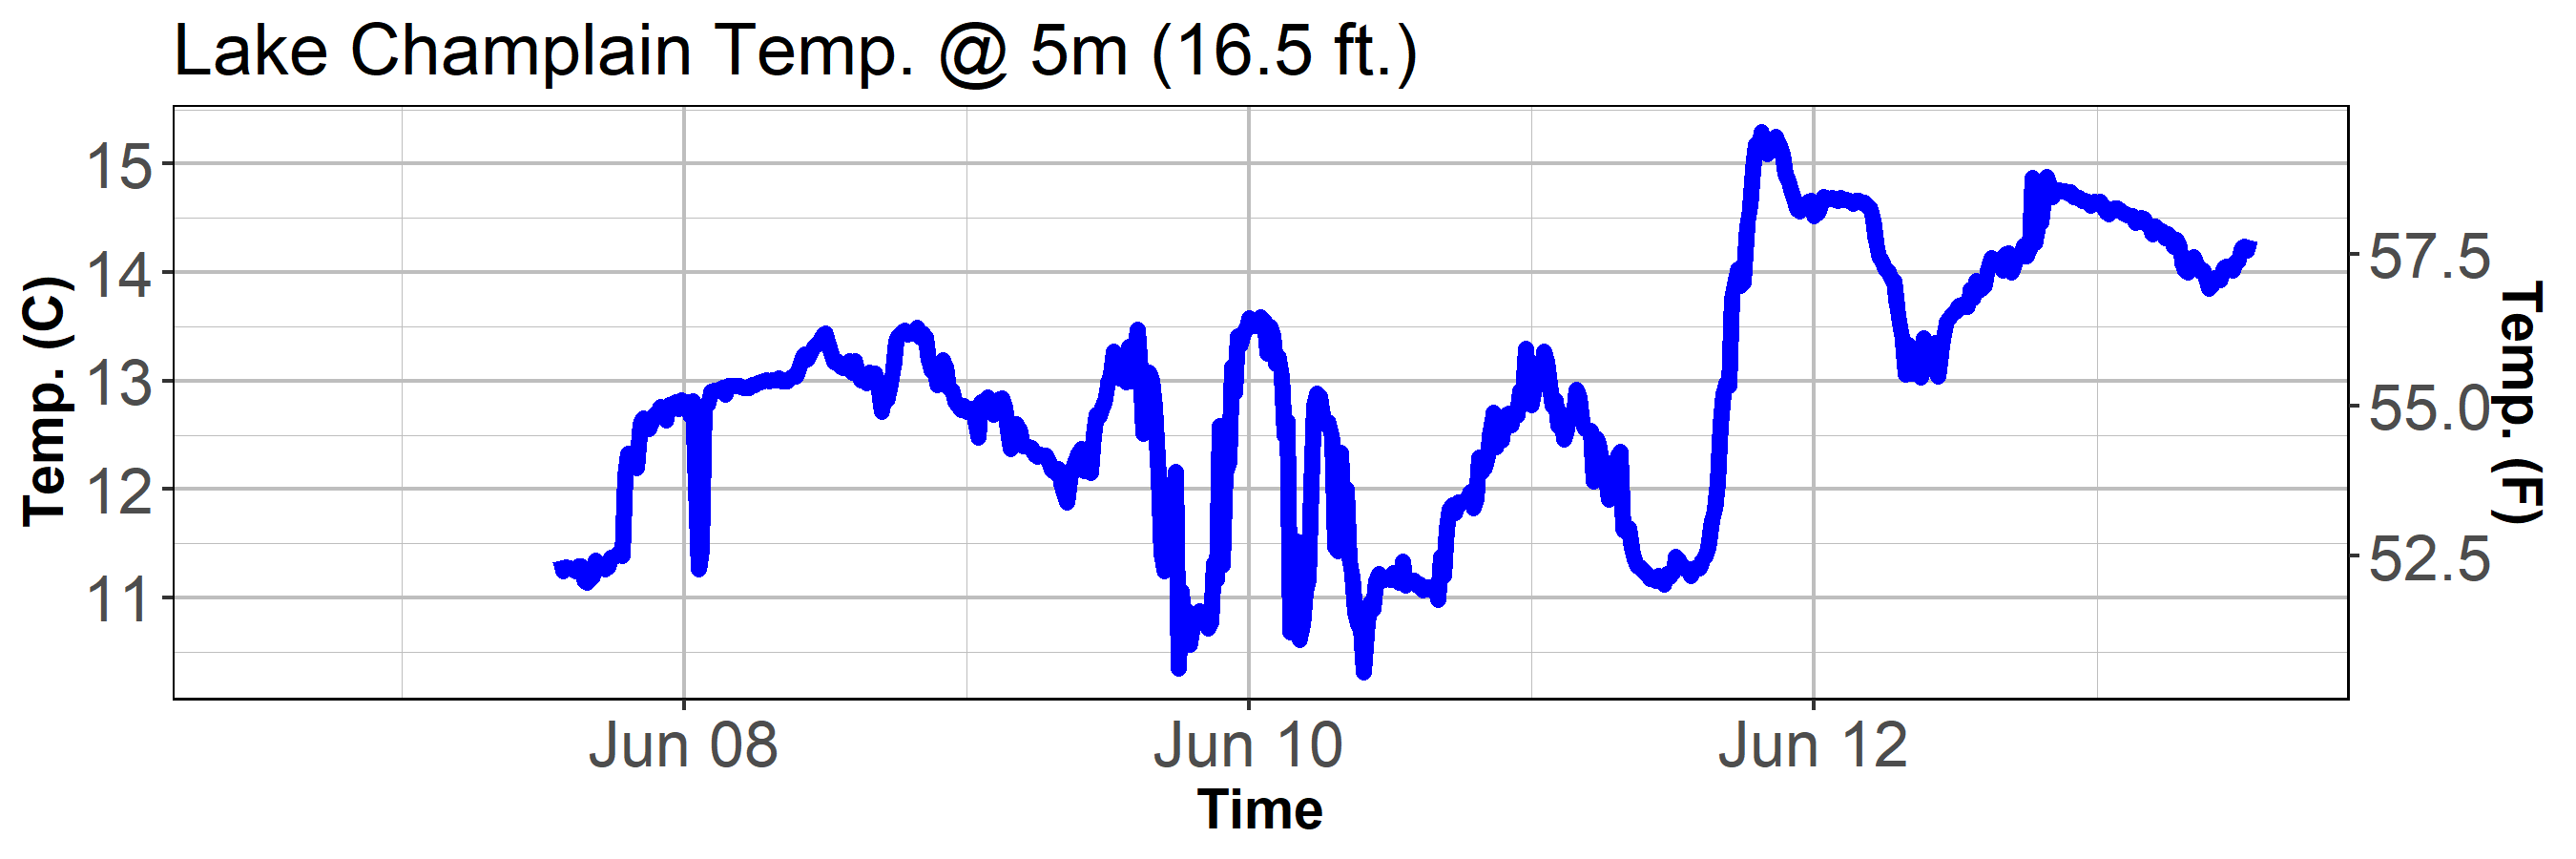 Lake Champlain Temp. @ 5m (16.5 ft.)
15
14
13
12
11
Temp. (C)
57.5
55.0
52.5
Temp. (F)
Jun 08
Jun 10
Jun 12
Time